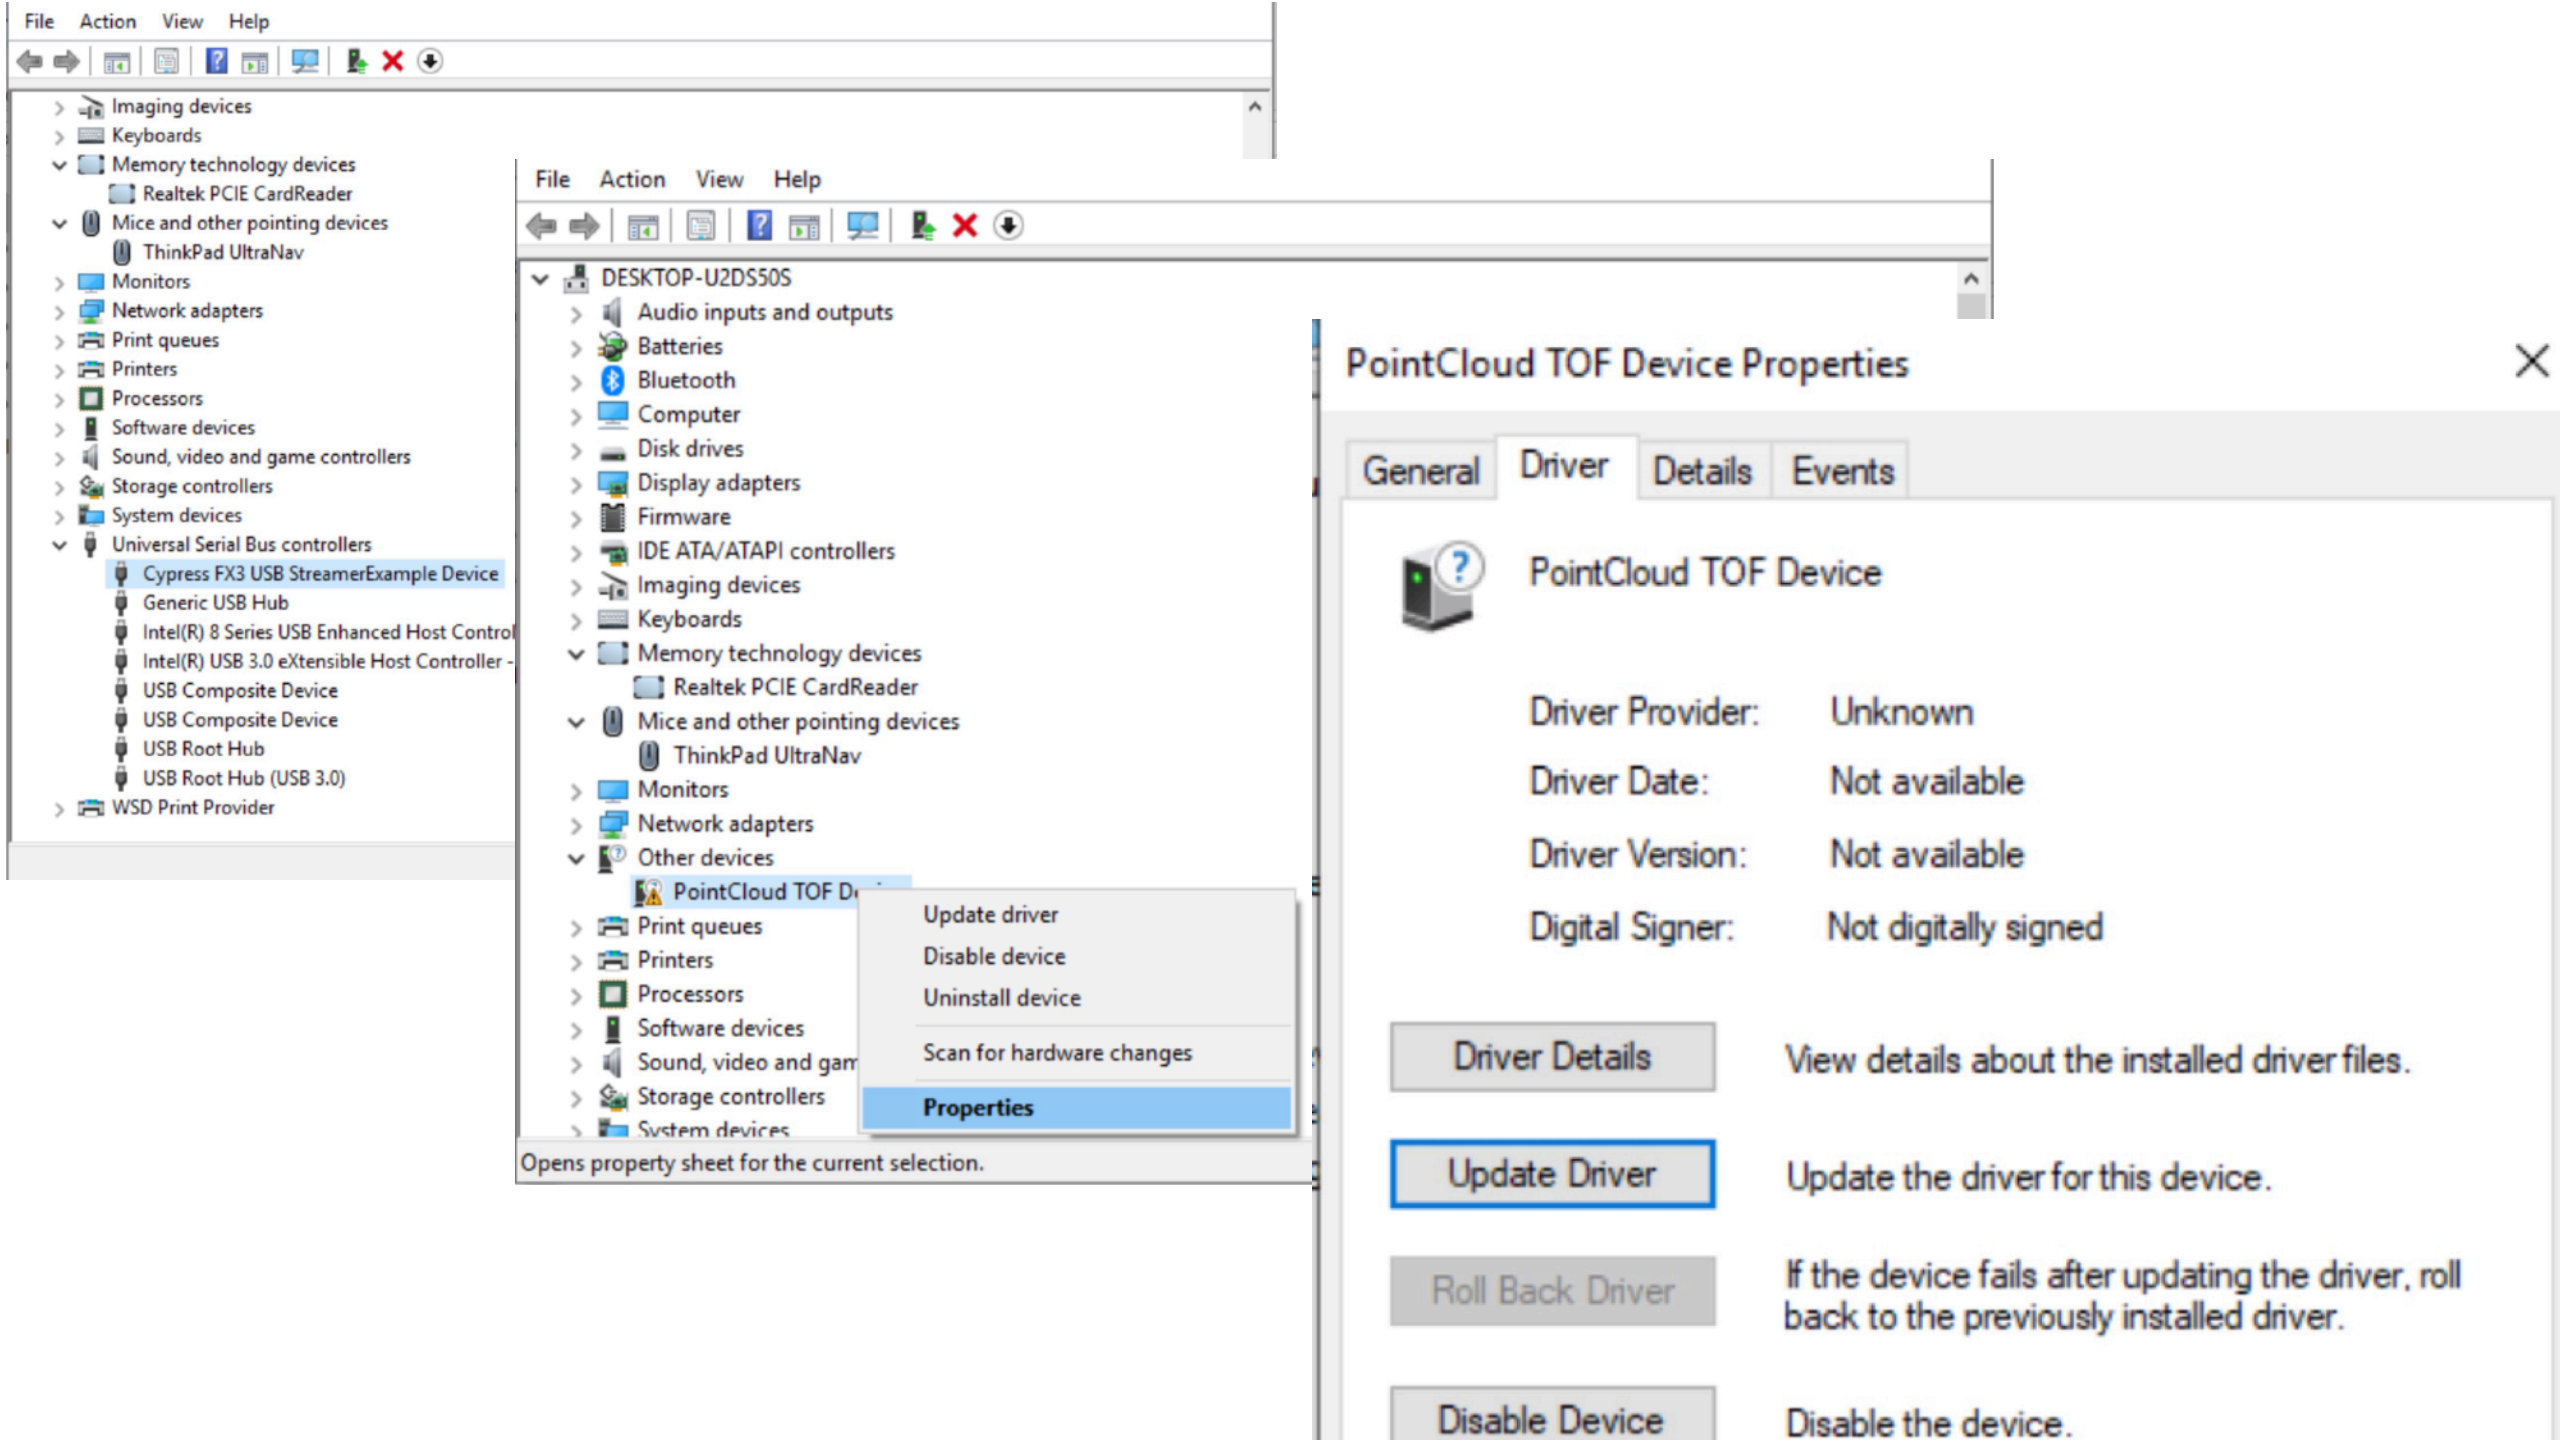 File Action View Help
Imaging devices
Keyboards
Memory technology devices
Realtek PCIE CardReader
Mice and other pointing devices
ThinkPad UltraNav
Monitors
Network adapters
Print queues
Printers
Processors
Software devices
Sound, video and game controllers
Storage controllers
System devices
Universal Serial Bus controllers
Cypress FX3 USB StreamerExample Device
Generic USB Hub
Intel(R) 8 Series USB Enhanced Host Control
Intel(R) USB 3.0 eXtensible Host Controller -
USB Composite Device
USB Composite Device
USB Root Hub
USB Root Hub (USB 3.0)
WSD Print Provider
File Action View Help
DESKTOP-U2DS50S
Audio inputs and outputs
Batteries
Bluetooth
Computer
Disk drives
Display adapters
Firmware
IDE ATA/ATAPI controllers
Imaging devices
Keyboards
Memory technology devices
Realtek PCIE CardReader
Mice and other pointing devices
ThinkPad UltraNav
Monitors
Network adapters
Other devices
PointCloud TOF
Print queues
Printers
Processors
Software devices
Sound, video and gam
Storage controllers
System devices
Update driver
Disable device
Uninstall device
Scan for hardware changes
Properties
Opens property sheet for the current selection.
PointCloud TOF Device Properties
General Driver Details Events
PointCloud TOF Device
Driver Provider: Unknown
Driver Date: Not available
Driver Version: Not available
Digital Signer: Not digitally signed
Driver Details View details about the installed driver files.
Update Driver Update the driver for this device.
Roll Back Driver If the device fails after updating the driver, roll
back to the previously installed driver.
Disable Device Disable the device.